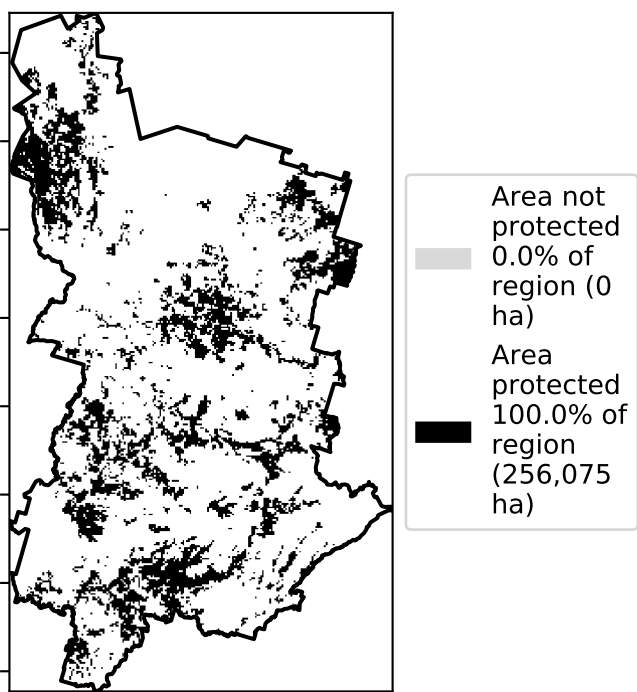 Area not
protected
0.0% of
region (0
ha)
Area
protected
100.0% of
region
(256,075
ha)